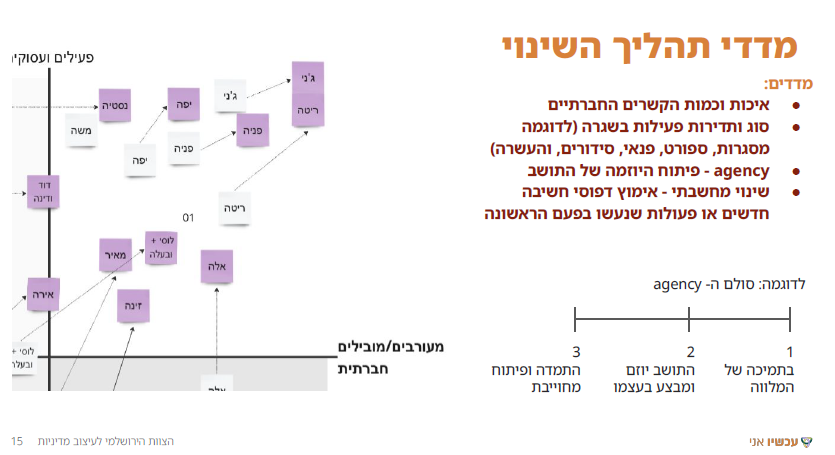 מדדי תהליך השינוי
מדדים:
● איכות וכמות הקשרים החברתיים
● סוג ותדירות פעילות בשגרה (לדוגמה
מסגרות, ספורט, פנאי, סידורים, והעשרה)
● agency - פיתוח היוזמה של התושב
● שינוי מחשבתי - אימוץ דפוסי חשיבה
חדשים או פעולות שנעשו בפעם הראשונה
לדוגמה: סולם ה- agency
1
בתמיכה של
המלווה
2
התושב יוזם
ומבצע בעצמו
3
התמדה ופיתוח
מחוייבת
פעילים ועסוקי
ג'ני
ג'ני
ריטה
יפה
נסטיה
משה
פניה
פניה
יפה
דוד
ודינה
ריטה
01
לוסי +
ובעלה
מאיר
אלה
אירה
זינה
מעורבים/מובילים
חברתית
לוסי +
ובעלה
אלה
עכשיו אני
הצוות הירושלמי לעיצוב מדיניות
15